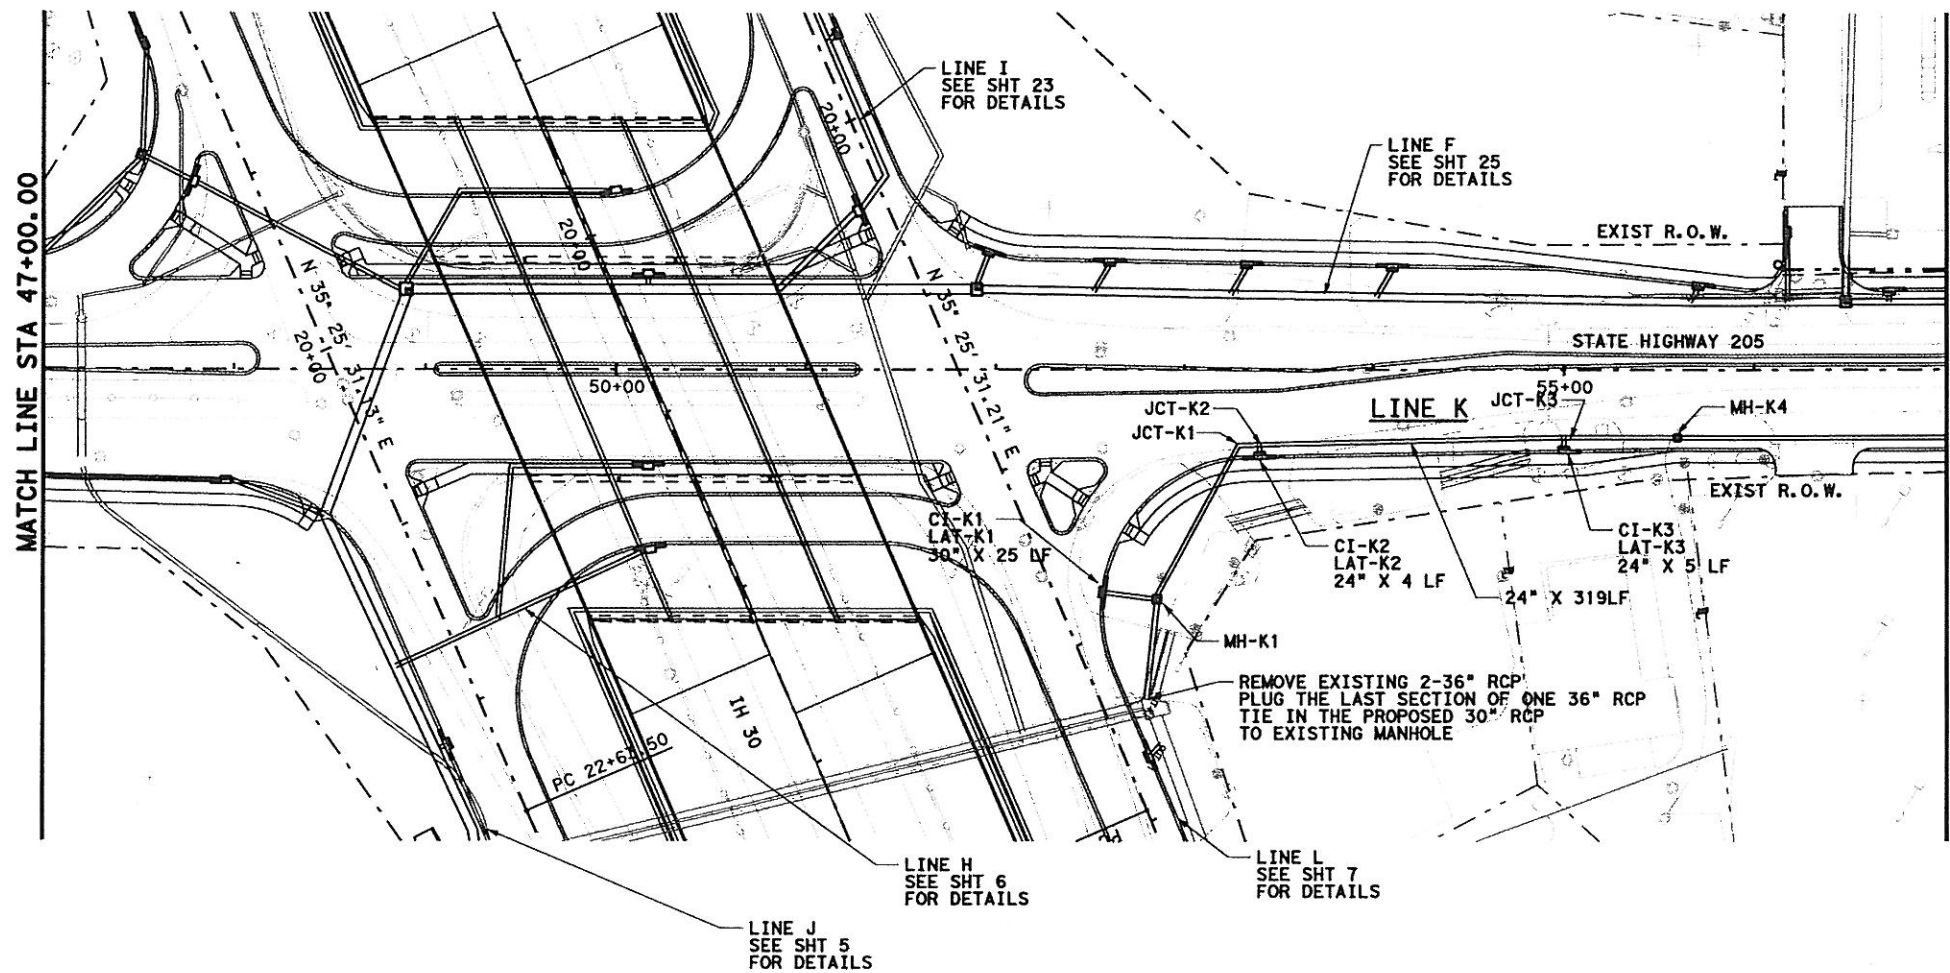 MATCH LINE STA 47+00.00
LINE I
SEE SHT 23
FOR DETAILS
20+00
LINE F
SEE SHT 25
FOR DETAILS
EXIST R.O.W.
20+00
N 35° 25' 31.13" E
20+00
N 35° 25' 31.21" E
STATE HIGHWAY 205
50+00
55+00
JCT-K3
LINE K
JCT-K2
JCT-K1
MH-K4
EXIST R.O.W.
CI-K1
LAT-K1
30" X 25 LF
CI-K2
LAT-K2
24" X 4 LF
CI-K3
LAT-K3
24" X 5 LF
24" X 319LF
MH-K1
REMOVE EXISTING 2-36" RCP
PLUG THE LAST SECTION OF ONE 36" RCP
TIE IN THE PROPOSED 30" RCP
TO EXISTING MANHOLE
IH 30
PC
LINE H
SEE SHT 6
FOR DETAILS
LINE L
SEE SHT 7
FOR DETAILS
LINE J
SEE SHT 5
FOR DETAILS